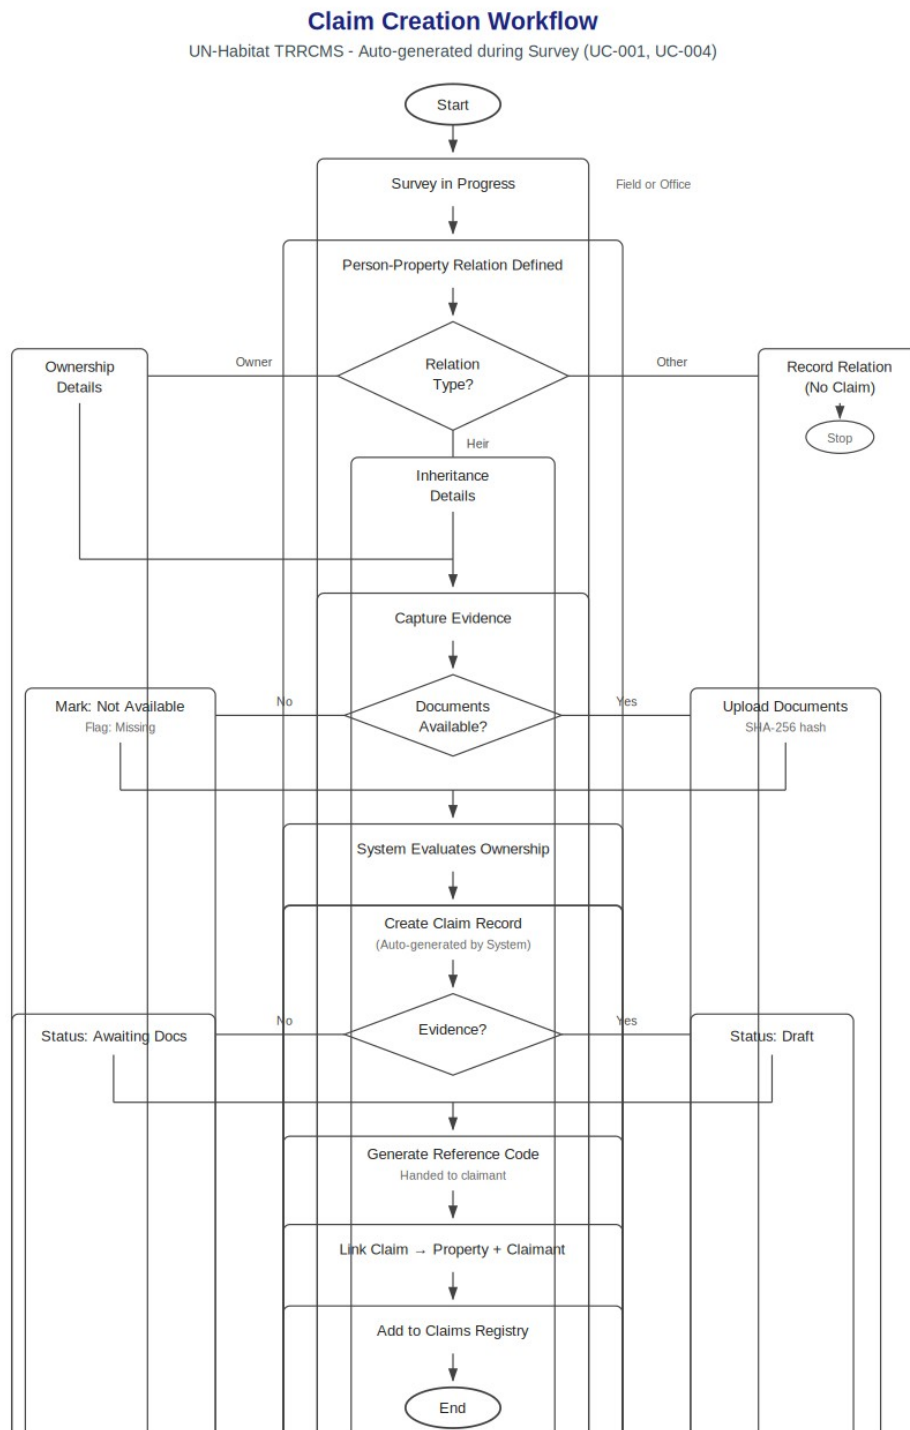 Claim Creation Workflow
UN-Habitat TRRCMS - Auto-generated during Survey (UC-001, UC-004)
Start
Survey in Progress
Field or Office
Person-Property Relation Defined
Relation
Type?
Owner
Other
Heir
Ownership
Details
Record Relation
(No Claim)
Stop
Inheritance
Details
Capture Evidence
Documents
Available?
No
Yes
Mark: Not Available
Flag: Missing
Upload Documents
SHA-256 hash
System Evaluates Ownership
Create Claim Record
(Auto-generated by System)
Evidence?
No
Yes
Status: Awaiting Docs
Status: Draft
Generate Reference Code
Handed to claimant
Link Claim → Property + Claimant
Add to Claims Registry
End